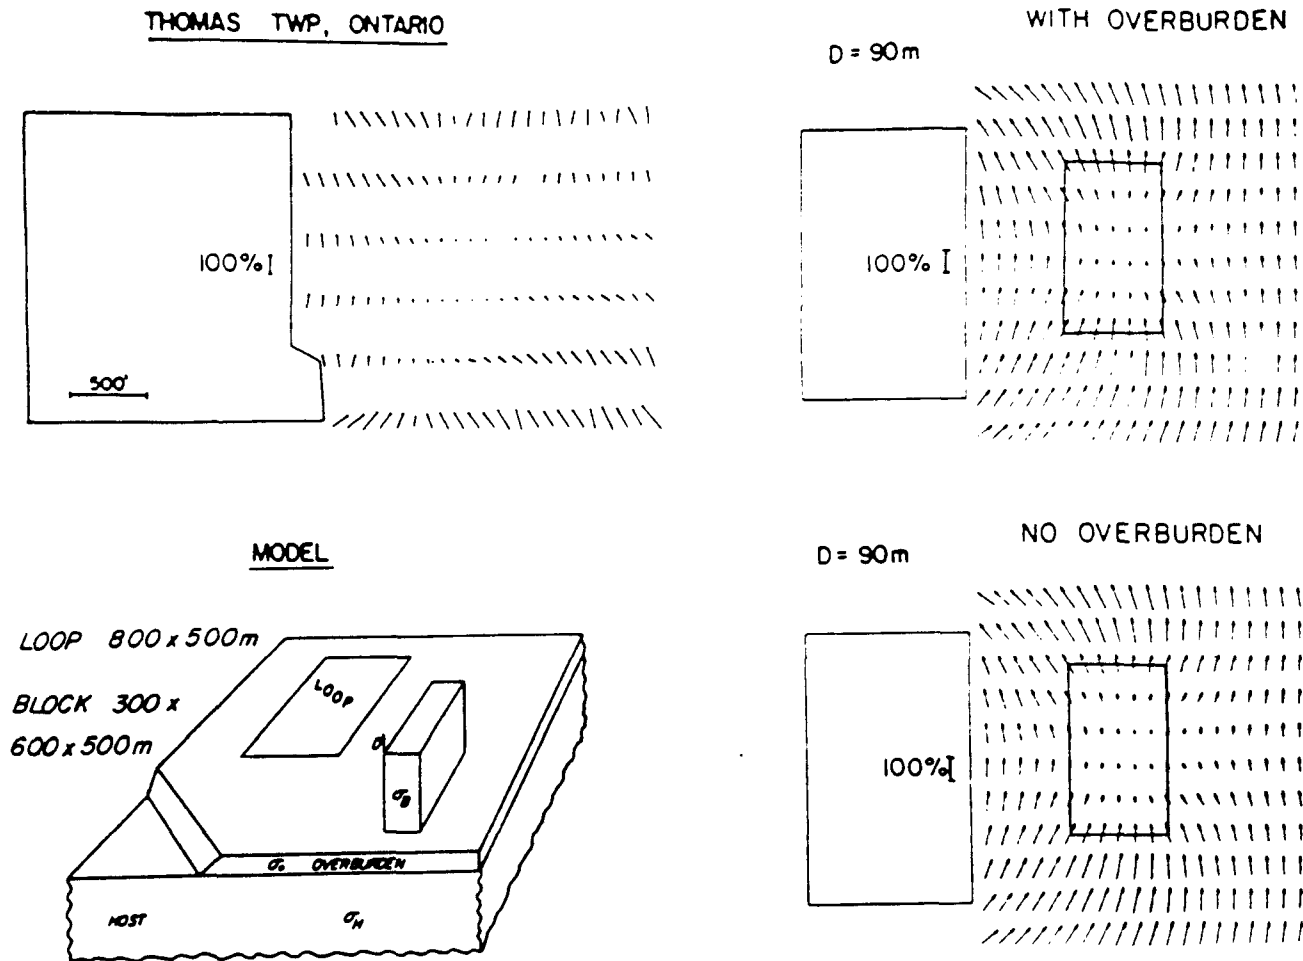 THOMAS TWP, ONTARIO
100%
500'
WITH OVERBURDEN
D = 90m
100%
MODEL
LOOP 800 x 500m
BLOCK 300 x
600 x 500m
LOOP
d
σB
σo OVERBURDEN
HOST
σH
NO OVERBURDEN
D = 90m
100%